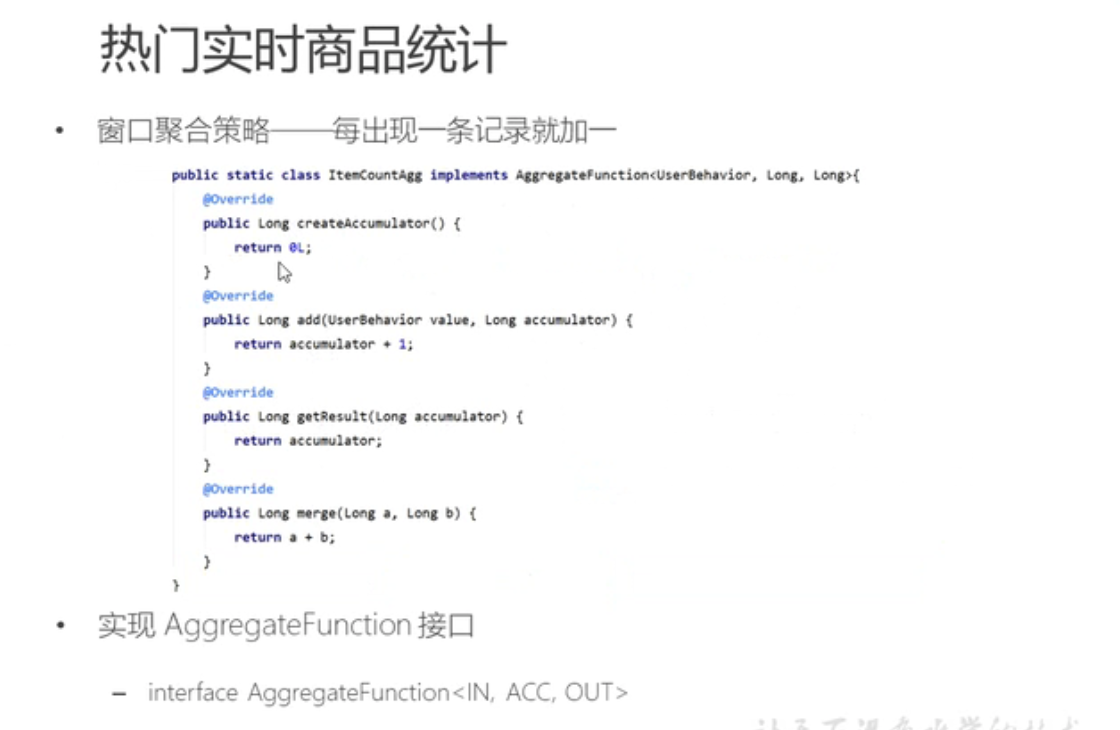 热门实时商品统计
• 窗口聚合策略——每出现一条记录就加一
public static class ItemCountAgg implements AggregateFunction<UserBehavior, Long, Long>{
@Override
public Long createAccumulator() {
return 0L;
}
@Override
public Long add(UserBehavior value, Long accumulator) {
return accumulator + 1;
}
@Override
public Long getResult(Long accumulator) {
return accumulator;
}
@Override
public Long merge(Long a, Long b) {
return a + b;
}
}
• 实现 AggregateFunction 接口
– interface AggregateFunction<IN, ACC, OUT>